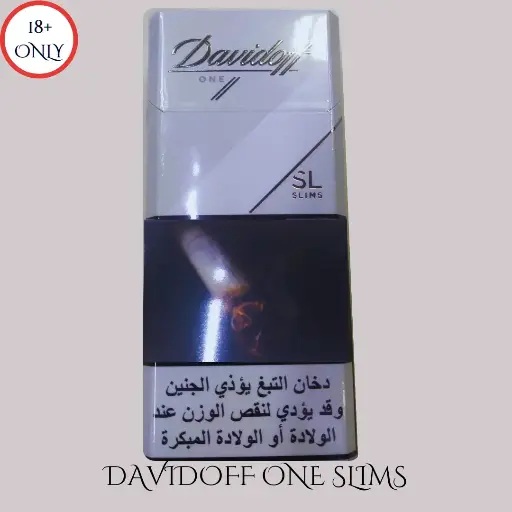 18+
ONLY
Davidoff
ONE
SL
SLIMS
دخان التبغ يؤذي الجنين
وقد يؤدي لنقص الوزن عند
الولادة أو الولادة المبكرة
DAVIDOFF ONE SLIMS